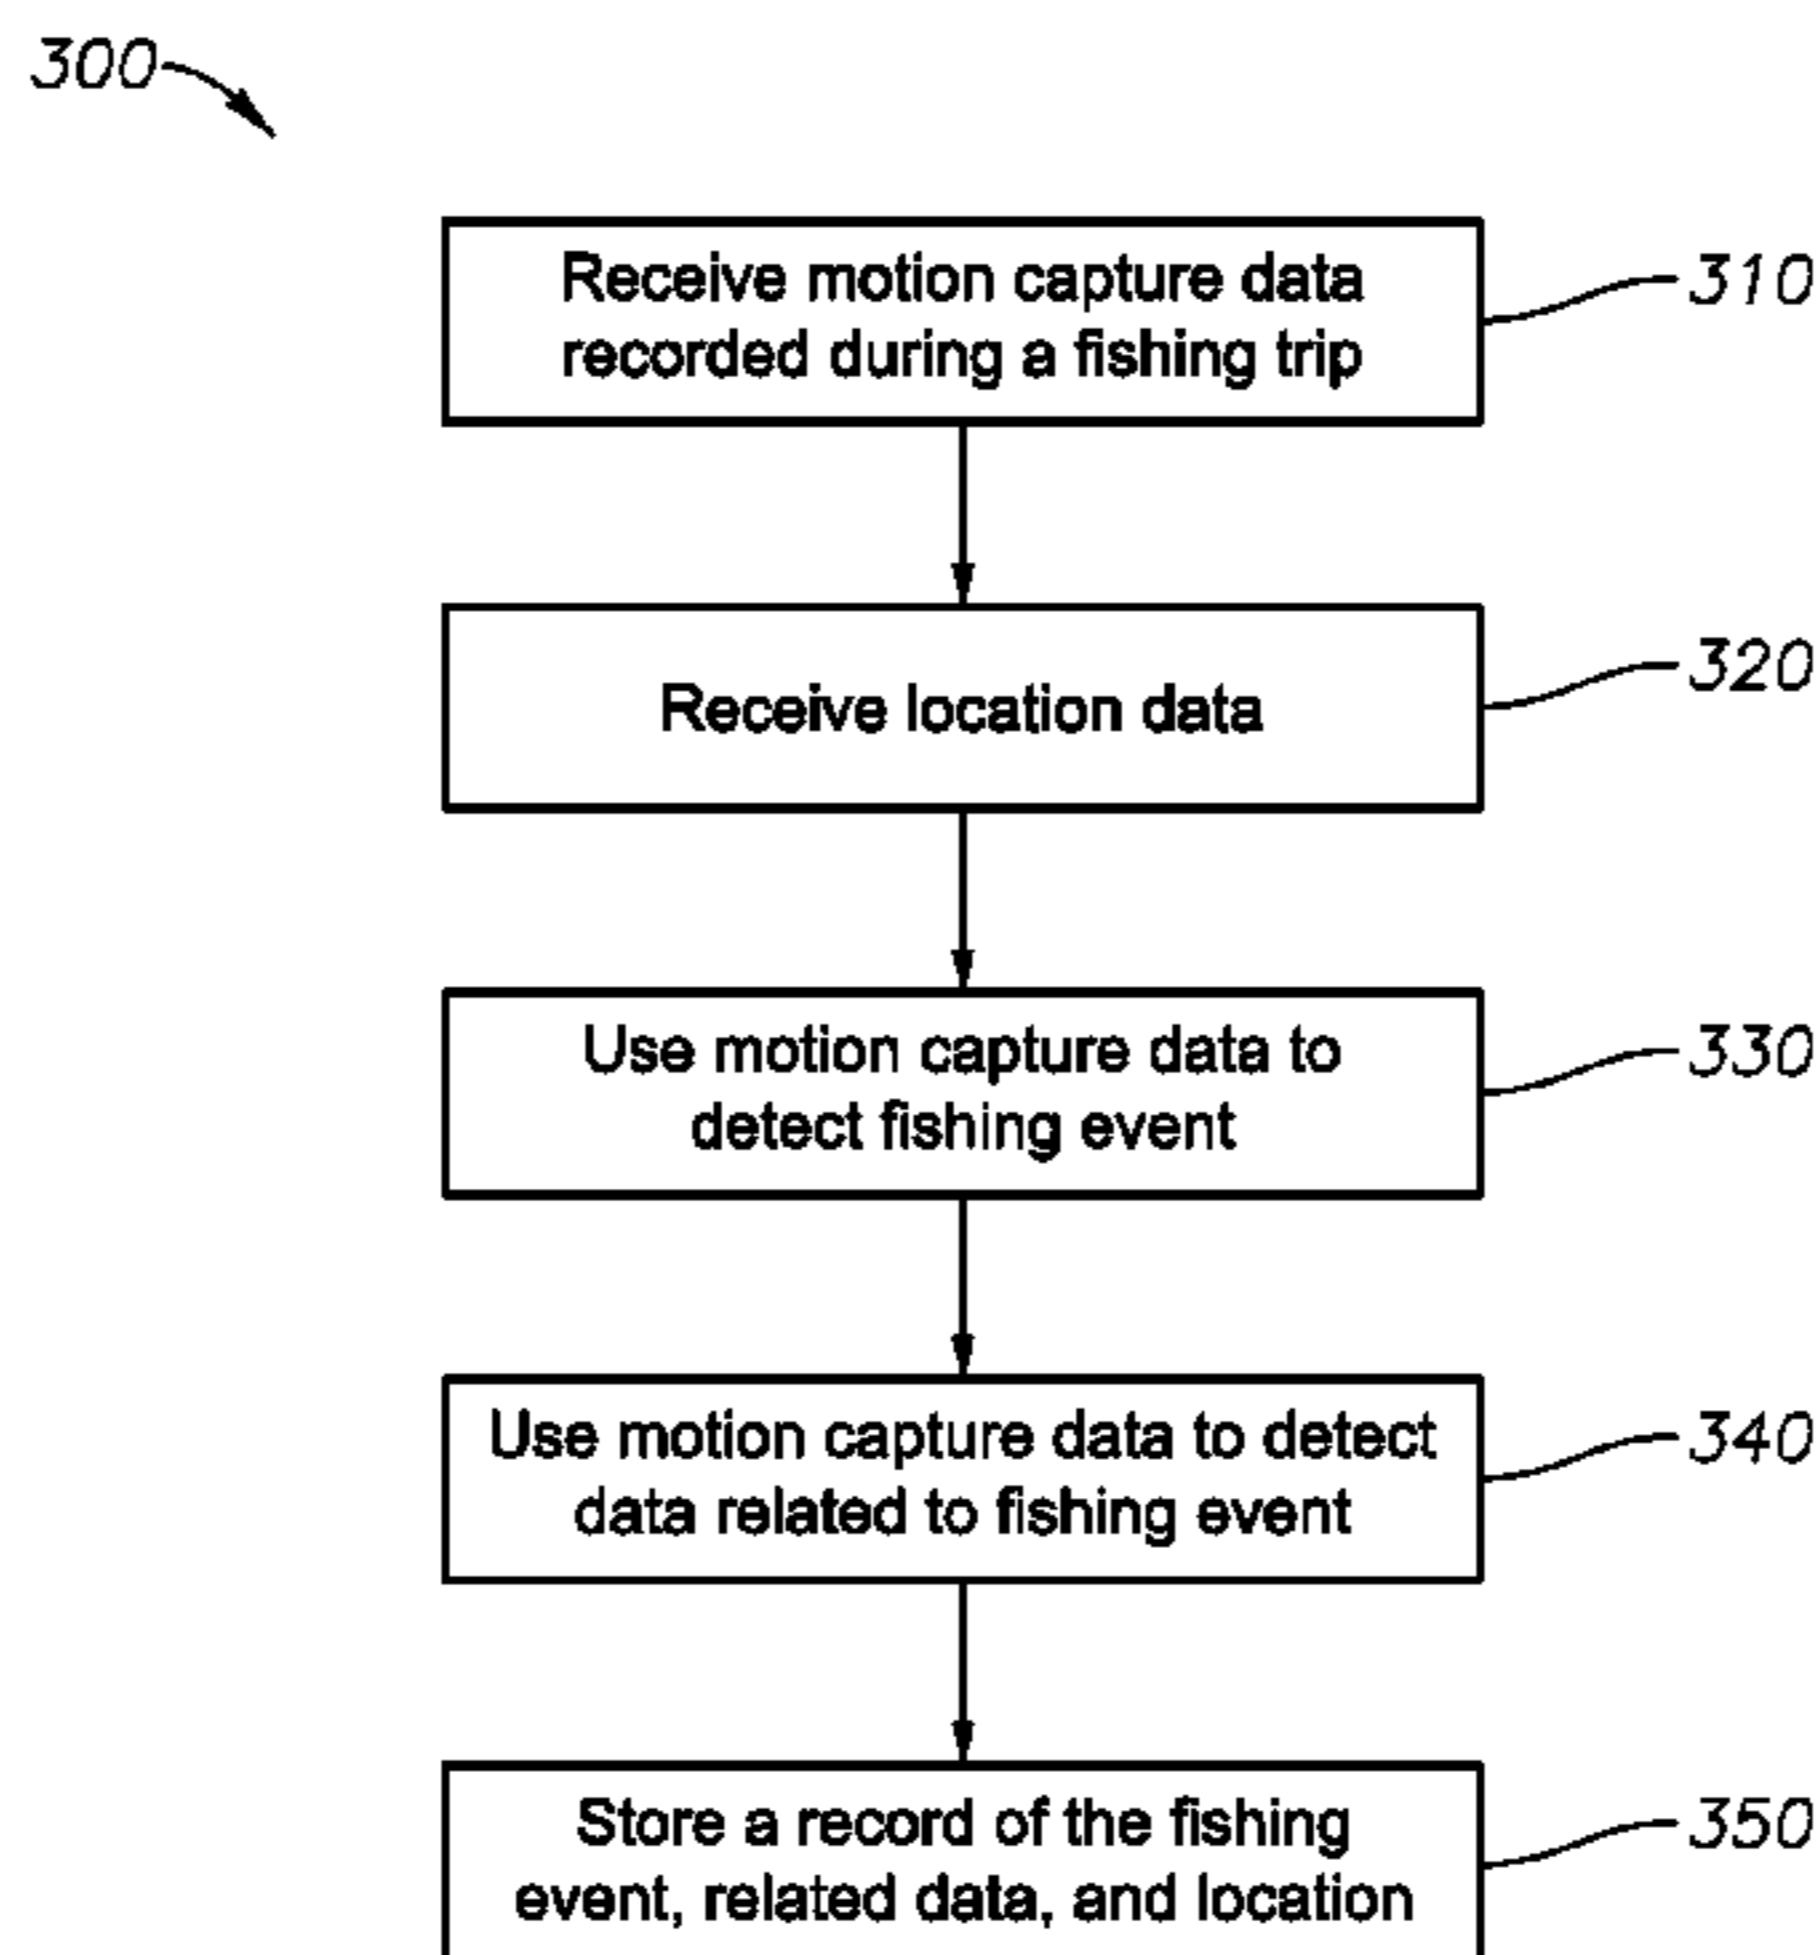 300
Receive motion capture data
recorded during a fishing trip
310
Receive location data
320
Use motion capture data to
detect fishing event
330
Use motion capture data to detect
data related to fishing event
340
Store a record of the fishing
event, related data, and location
350